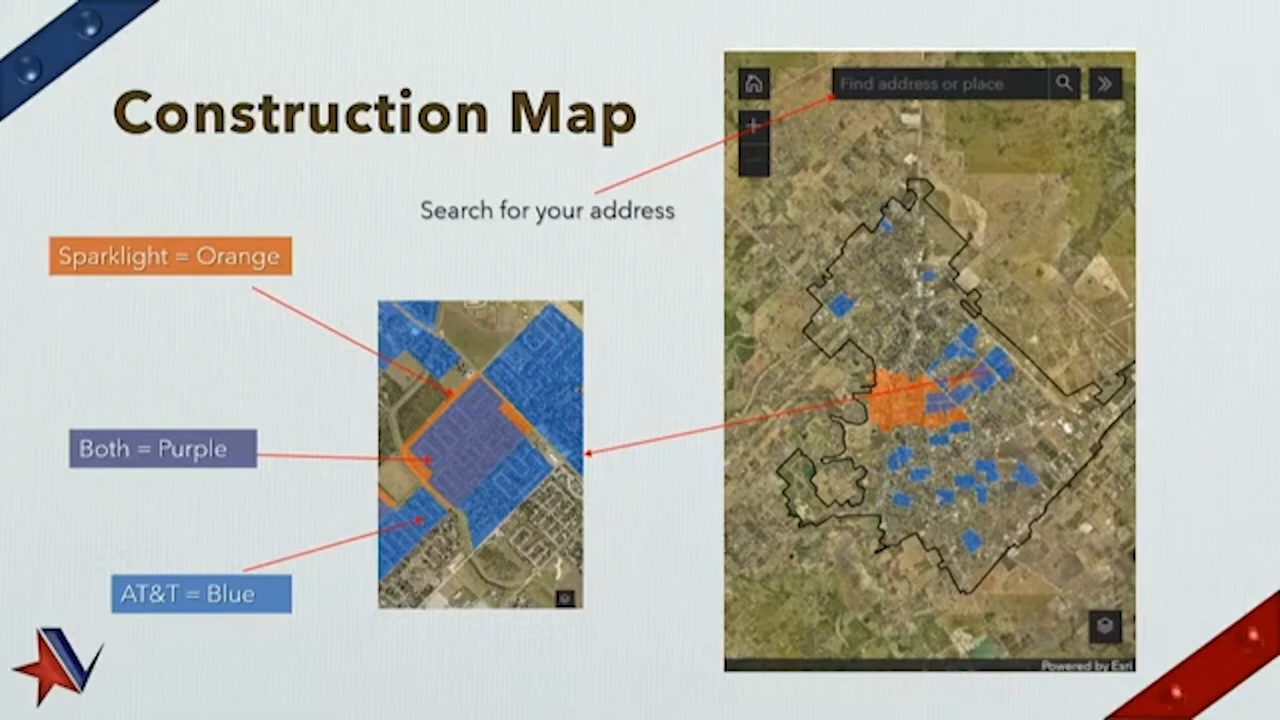 Construction Map
Find address or place
Search for your address
Sparklight = Orange
Both = Purple
AT&T = Blue
Powered by Esri